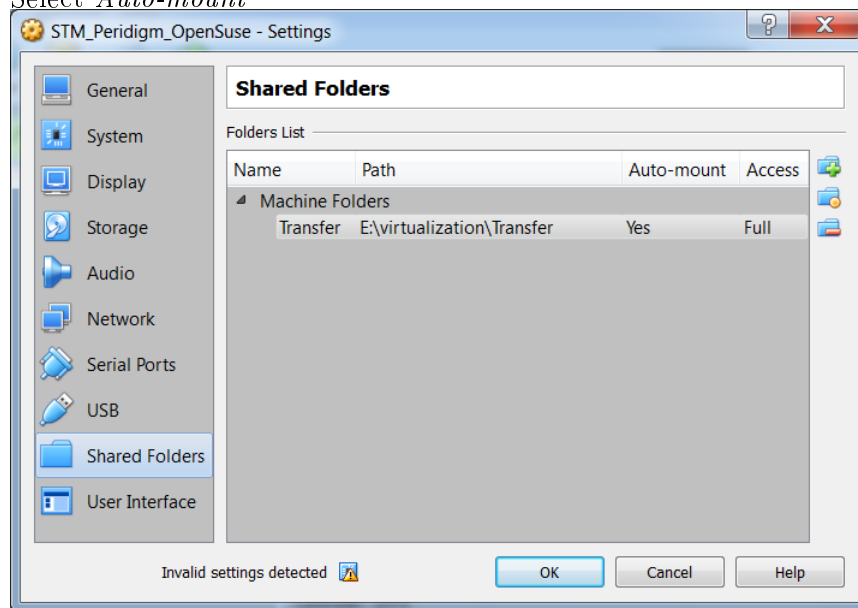 Select Auto-mount
STM_Peridigm_OpenSuse - Settings
General
System
Display
Storage
Audio
Network
Serial Ports
USB
Shared Folders
User Interface
Shared Folders
Folders List
Name Path Auto-mount Access
Machine Folders
Transfer E:\virtualization\Transfer Yes Full
Invalid settings detected
OK Cancel Help